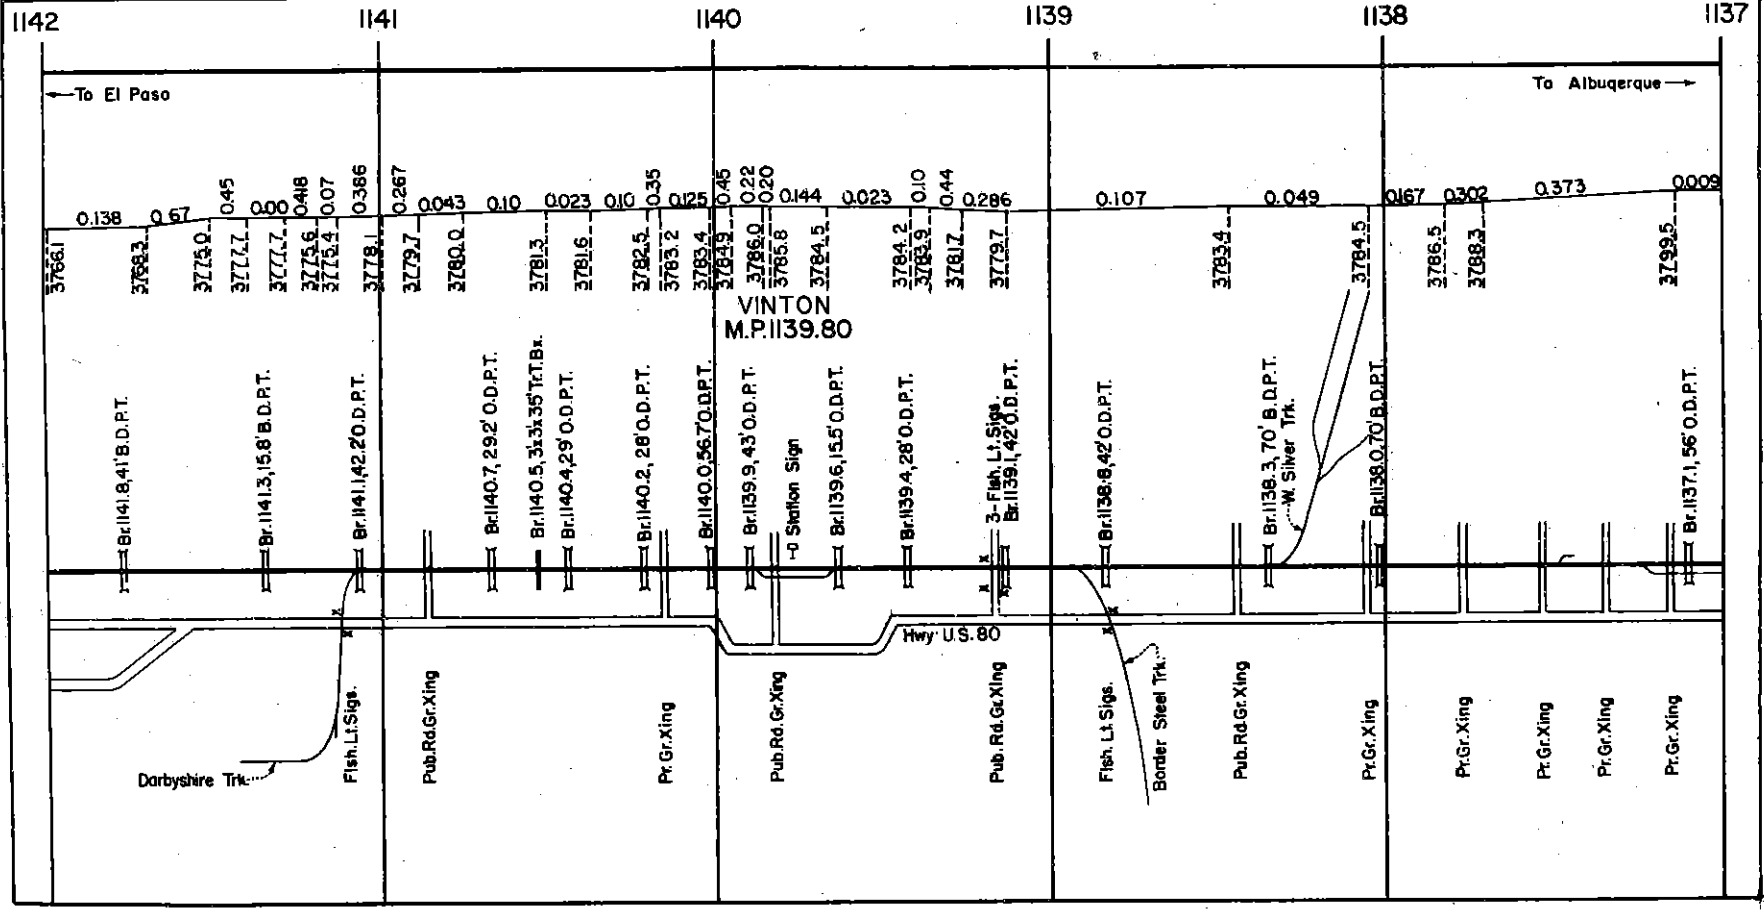 1142 1141 1140 1139 1138 1137
←To El Paso
To Albuqerque→
0.138
0.67
0.45
0.00
0.418
0.07
0.386
0.267
0.043
0.10
0.023
0.10
0.35
0.125
0.45
0.22
0.20
0.144
0.023
0.10
0.44
0.286
0.107
0.049
0.302
0.373
0.009
3766.1
3768.3
3775.0
3777.7
3777.7
3775.6
3775.4
3778.1
3779.7
3780.0
3781.3
3781.6
3782.5
3783.2
3783.4
3784.9
3786.0
3785.8
3784.5
3784.2
3783.9
3781.7
3779.7
3783.4
3784.5
3786.5
3788.3
3799.5
VINTON
M.P.1139.80
Br.1141.8,41'B.D.P.T.
Br.1141.3,15.8'B.D.P.T.
Br.1141.1,42.2'O.D.P.T.
Br.1140.7,29.2'O.D.P.T.
Br.1140.5,3'x3'x35'Tr.T.Bx.
Br.1140.4,29'O.D.P.T.
Br.1140.2,28'O.D.P.T.
Br.1140.0,56.7'O.D.P.T.
Br.1139.9,43'O.D.P.T.
Station Sign
Br.1139.6,15.5'O.D.P.T.
Br.1139.4,28'O.D.P.T.
3-Flsh.Lt.Sigs.
Br.1139.1,42'O.D.P.T.
Br.1138.8,42'O.D.P.T.
Br.1138.3,70'B.D.P.T.
W. Silver Trk.
Br.1138.0,70'B.D.P.T.
Br.1137.1,56'O.D.P.T.
Hwy U.S.80
Darbyshire Trk.
Flsh.Lt.Sigs.
Pub.Rd.Gr.Xing
Pr.Gr.Xing
Pub.Rd.Gr.Xing
Pub.Rd.Gr.Xing
Flsh.Lt.Sigs.
Border Steel Trk.
Pub.Rd.Gr.Xing
Pr.Gr.Xing
Pr.Gr.Xing
Pr.Gr.Xing
Pr.Gr.Xing
Pr.Gr.Xing